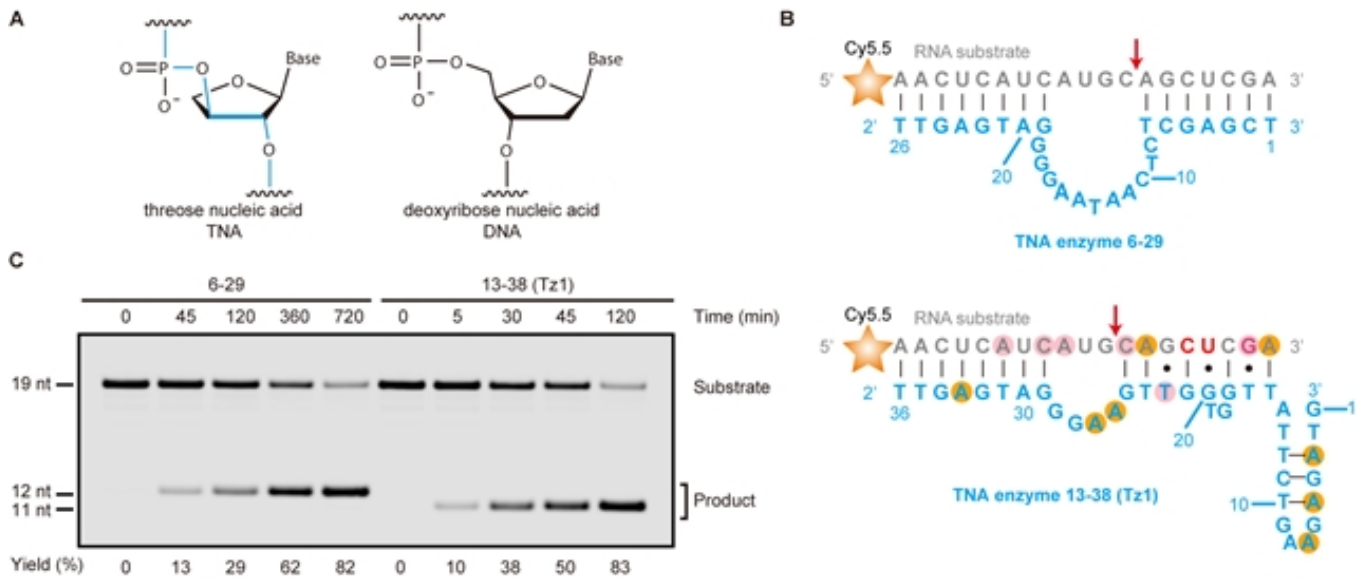 A
O P O O Base
O⁻
O
threose nucleic acid
TNA
O P O O Base
O⁻
O
deoxyribose nucleic acid
DNA
B
Cy5.5
RNA substrate
5' A A C U C A U C A U G C A G C U C G A 3'
2' T T G A G T A G T C G A G C T 3'
26 1
G G G A A T A A C T C
20 10
TNA enzyme 6-29
Cy5.5
RNA substrate
5' A A C U C A U C A U G C A G C U C G A 3'
2' T T G A G T A G G T T G G G T T
36 30 G G A A 20 T G
A T T C T G A A G A G A T G 3'
10 1
TNA enzyme 13-38 (Tz1)
C
6-29 13-38 (Tz1)
0 45 120 360 720 0 5 30 45 120 Time (min)
19 nt Substrate
12 nt
11 nt Product
Yield (%) 0 13 29 62 82 0 10 38 50 83